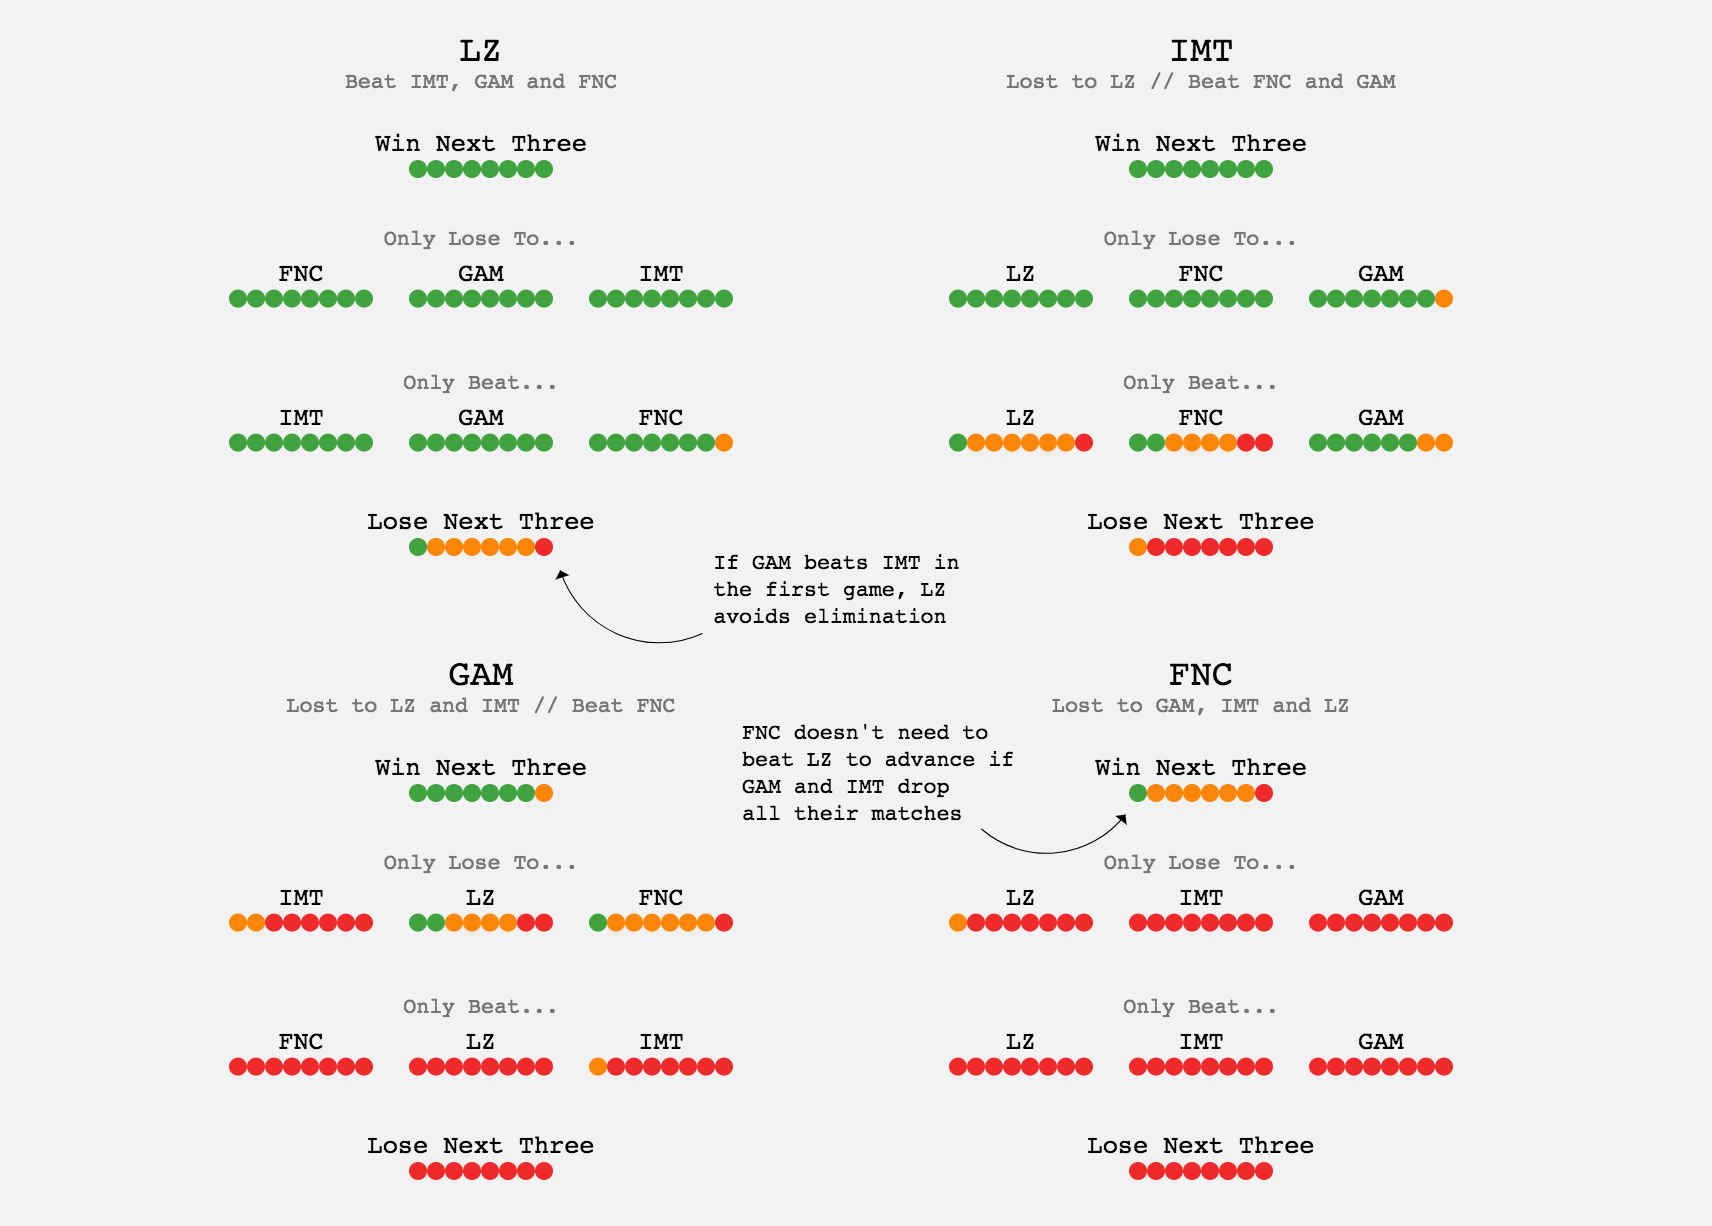 LZ
Beat IMT, GAM and FNC
Win Next Three
Only Lose To...
FNC GAM IMT
Only Beat...
IMT GAM FNC
Lose Next Three
If GAM beats IMT in
the first game, LZ
avoids elimination
IMT
Lost to LZ // Beat FNC and GAM
Win Next Three
Only Lose To...
LZ FNC GAM
Only Beat...
LZ FNC GAM
Lose Next Three
GAM
Lost to LZ and IMT // Beat FNC
Win Next Three
Only Lose To...
IMT LZ FNC
Only Beat...
FNC LZ IMT
Lose Next Three
FNC
Lost to GAM, IMT and LZ
FNC doesn't need to
beat LZ to advance if
GAM and IMT drop
all their matches
Win Next Three
Only Lose To...
LZ IMT GAM
Only Beat...
LZ IMT GAM
Lose Next Three